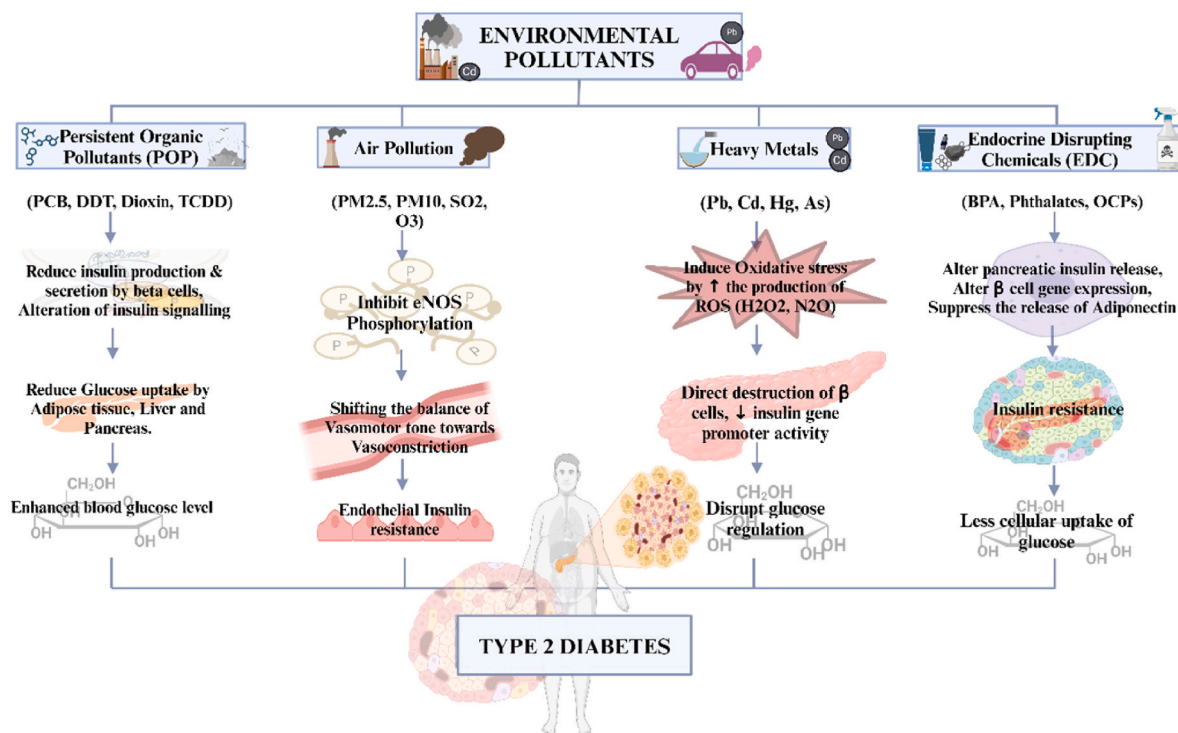 ENVIRONMENTAL
POLLUTANTS
Pb
Cd
Persistent Organic
Pollutants (POP)
Air Pollution
Heavy Metals
Pb
Cd
Endocrine Disrupting
Chemicals (EDC)
(PCB, DDT, Dioxin, TCDD)
(PM2.5, PM10, SO2,
O3)
(Pb, Cd, Hg, As)
(BPA, Phthalates, OCPs)
Reduce insulin production &
secretion by beta cells,
Alteration of insulin signalling
P
P
P
P
P
P
Inhibit eNOS
Phosphorylation
Induce Oxidative stress
by ↑ the production of
ROS (H2O2, N2O)
Alter pancreatic insulin release,
Alter β cell gene expression,
Suppress the release of Adiponectin
Reduce Glucose uptake by
Adipose tissue, Liver and
Pancreas.
Shifting the balance of
Vasomotor tone towards
Vasoconstriction
Direct destruction of β
cells, ↓ insulin gene
promoter activity
Insulin resistance
CH2OH
O
Enhanced blood glucose level
OH
OH
OH
OH
Endothelial Insulin
resistance
CH2OH
O
Disrupt glucose
regulation
OH
OH
OH
OH
CH2OH
O
Less cellular uptake of
glucose
OH
OH
OH
OH
TYPE 2 DIABETES